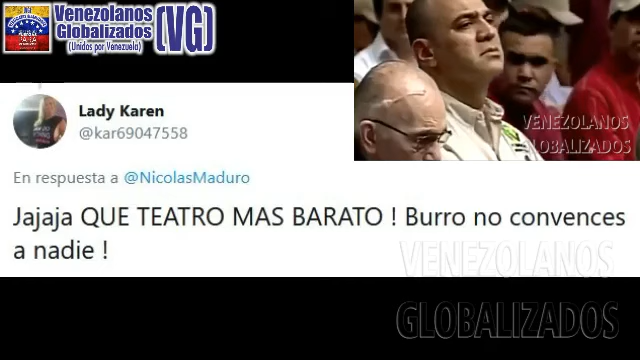 Venezolanos
Globalizados
(Unidos por Venezuela)
(VG)
Lady Karen
@kar69047558
En respuesta a @NicolasMaduro
Jajaja QUE TEATRO MAS BARATO ! Burro no convences
a nadie !
VENEZOLANOS
GLOBALIZADOS
VENEZOLANOS
GLOBALIZADOS